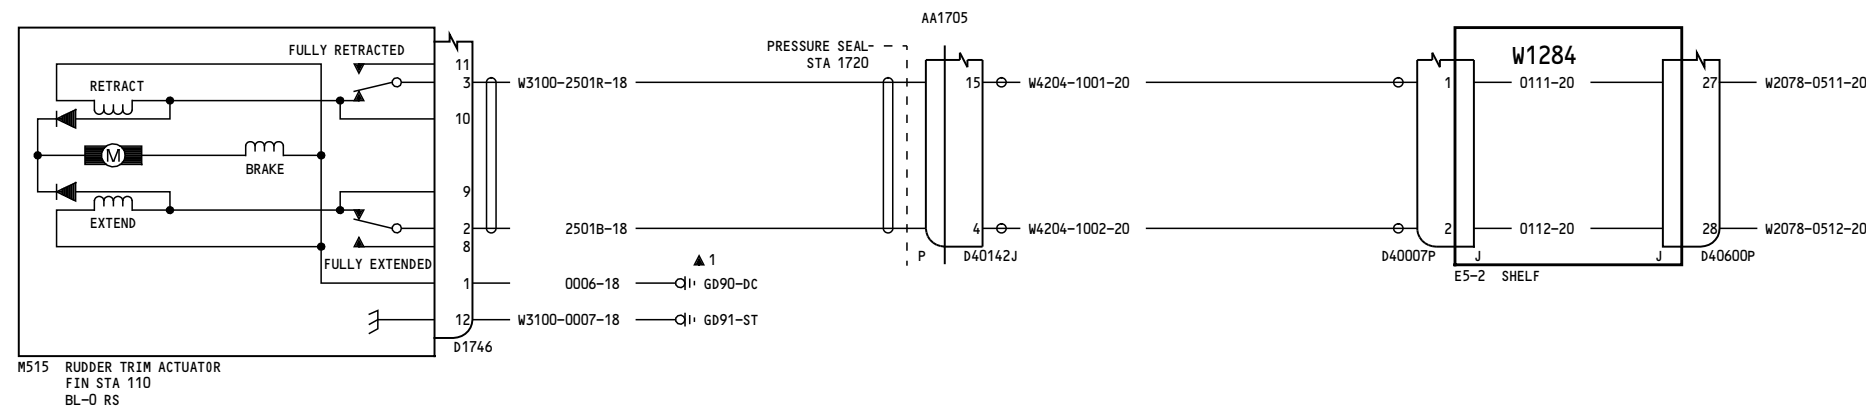 AA1705
FULLY RETRACTED
PRESSURE SEAL
STA 1720
W1284
11
RETRACT
3
W3100-2501R-18
15
W4204-1001-20
1
0111-20
27
W2078-0511-20
10
M
BRAKE
9
EXTEND
2
2501B-18
4
W4204-1002-20
2
0112-20
28
W2078-0512-20
8
FULLY EXTENDED
1
P
D40142J
D40007P
J
J
D40600P
E5-2 SHELF
1
0006-18
GD90-DC
12
W3100-0007-18
GD91-ST
D1746
M515 RUDDER TRIM ACTUATOR
FIN STA 110
BL-0 RS